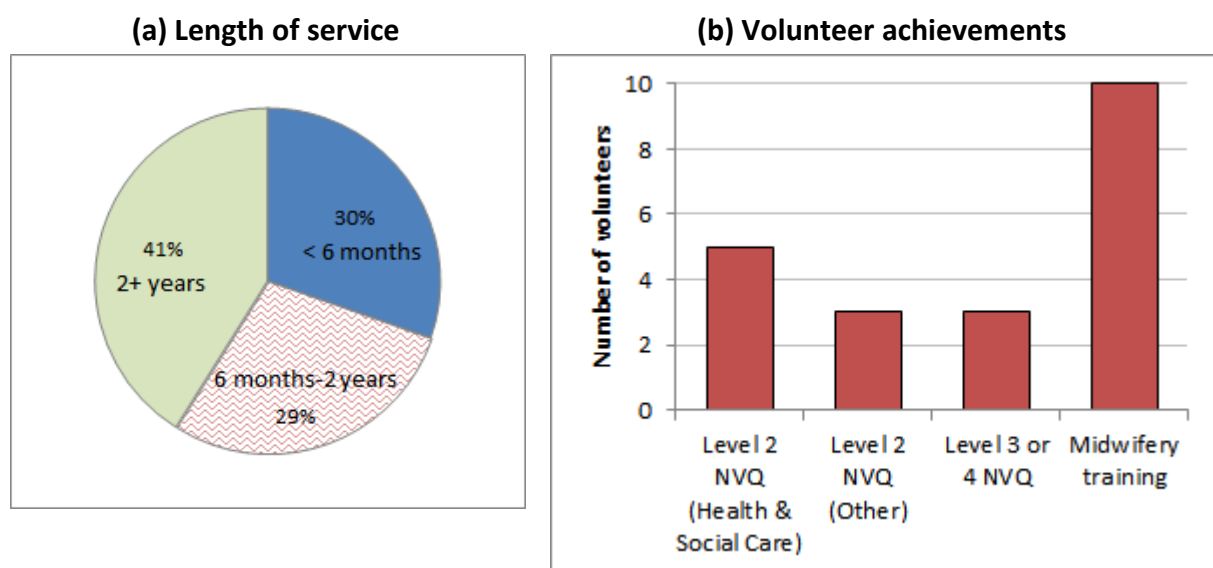 (a) Length of service
30%
< 6 months
41%
2+ years
6 months-2 years
29%
(b) Volunteer achievements
Number of volunteers
10
8
6
4
2
0
Level 2
NVQ
(Health &
Social Care)
Level 2
NVQ
(Other)
Level 3 or
4 NVQ
Midwifery
training